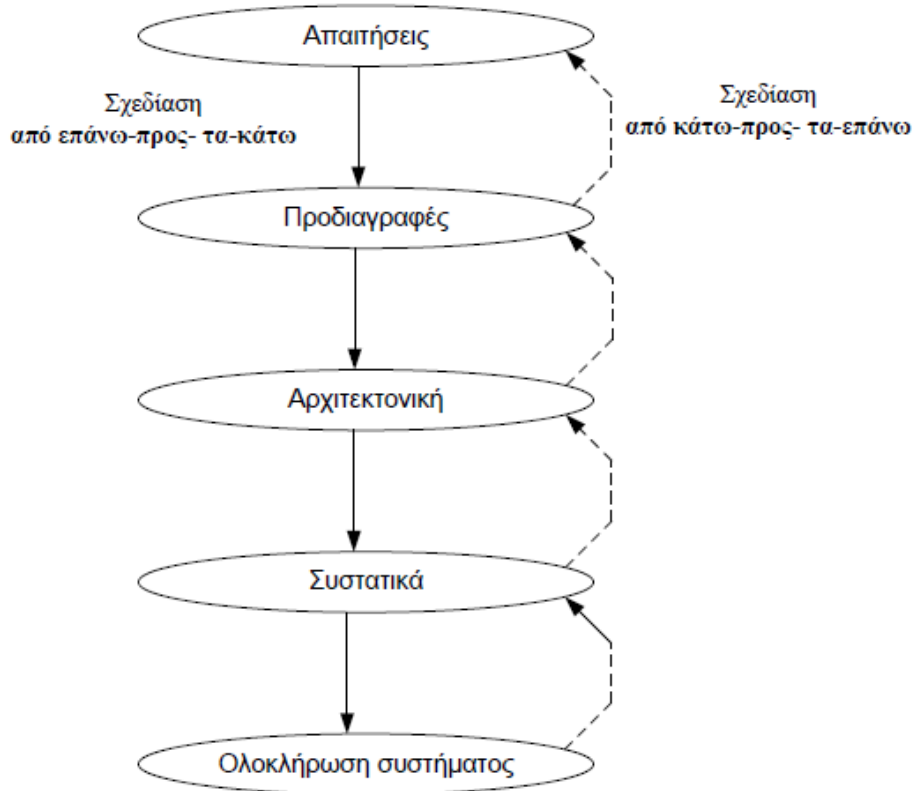 Απαιτήσεις
Σχεδίαση
από επάνω-προς- τα-κάτω
Σχεδίαση
από κάτω-προς- τα-επάνω
Προδιαγραφές
Αρχιτεκτονική
Συστατικά
Ολοκλήρωση συστήματος